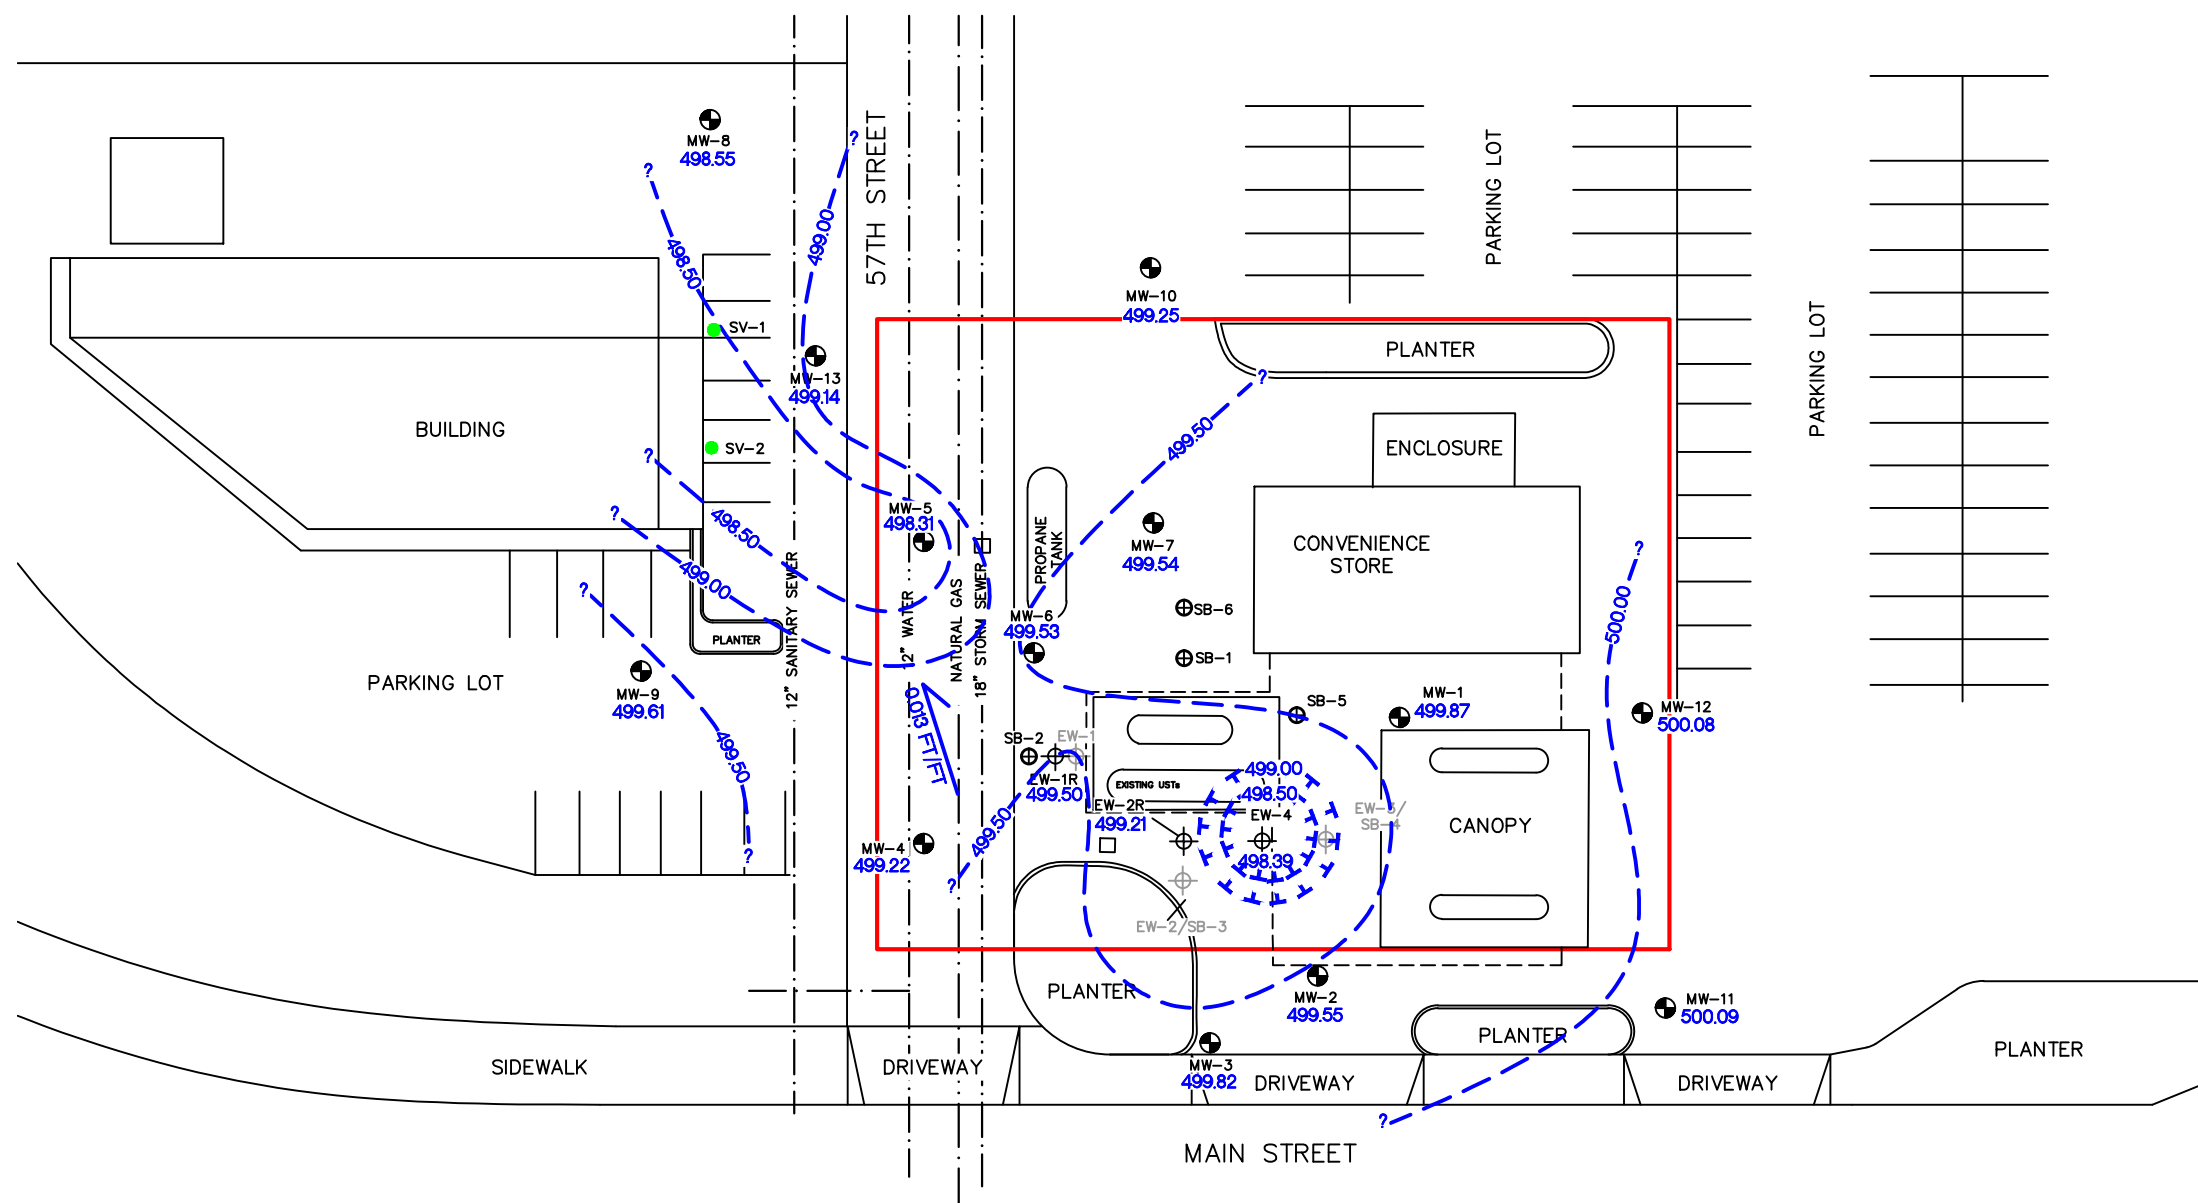 57TH STREET
MW-8
498.55
?
?
498.50
499.00
PARKING LOT
MW-10
499.25
PARKING LOT
SV-1
PLANTER
MW-13
499.14
?
BUILDING
SV-2
?
499.50
ENCLOSURE
MW-5
498.31
498.50
?
PROPANE
TANK
MW-7
499.54
CONVENIENCE
STORE
?
499.00
?
12" SANITARY SEWER
12" WATER
NATURAL GAS
18" STORM SEWER
MW-6
499.53
SB-6
500.00
PLANTER
SB-1
PARKING LOT
MW-9
499.61
0.013 FT/FT
SB-5
MW-1
499.87
MW-12
500.08
499.50
SB-2
EW-1
EW-1R
499.50
EXISTING USTs
499.00
498.50
EW-2R
499.21
EW-4
EW-3/
SB-4
CANOPY
499.50
?
MW-4
499.22
?
498.39
EW-2/SB-3
PLANTER
MW-2
499.55
MW-11
500.09
PLANTER
PLANTER
SIDEWALK
DRIVEWAY
MW-3
499.82
DRIVEWAY
DRIVEWAY
?
MAIN STREET